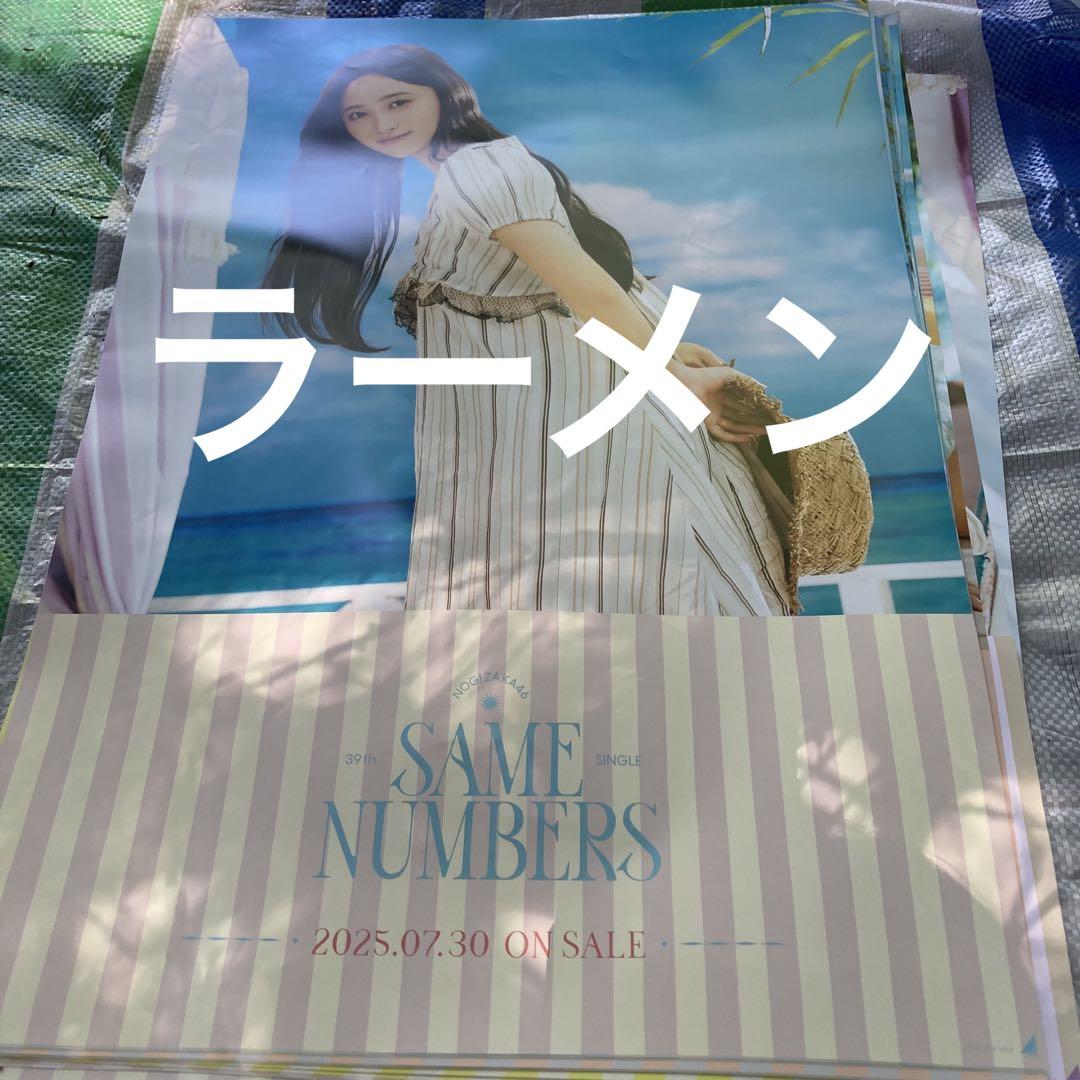 ラーメン
NOGIZAKA46
39th SINGLE
SAME
NUMBERS
2025.07.30 ON SALE